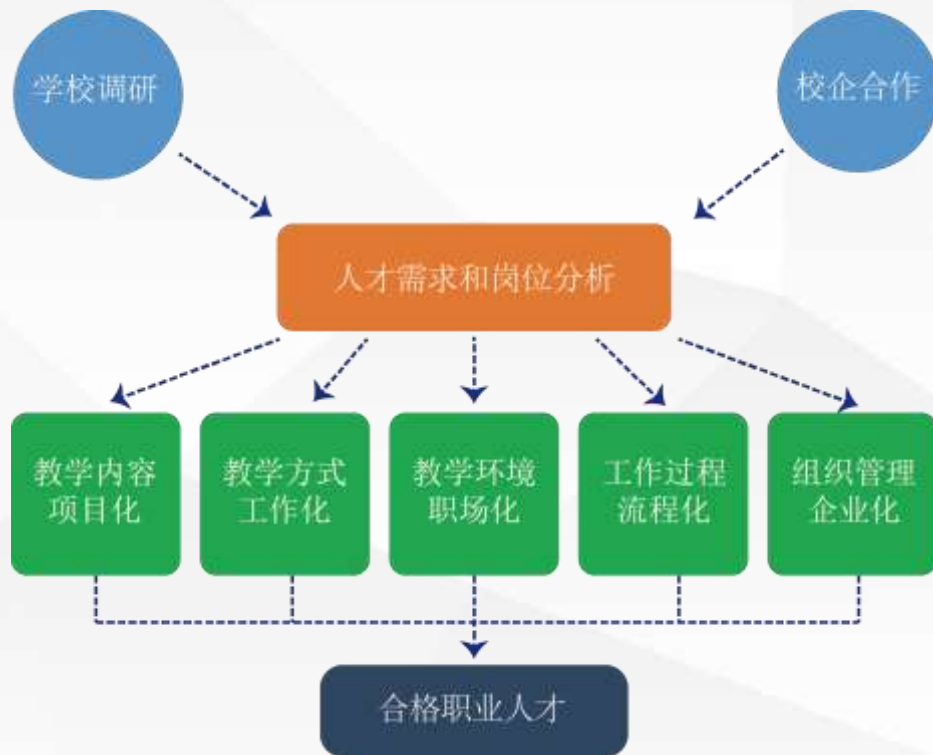 学校调研
校企合作
人才需求和岗位分析
教学内容
项目化
教学方式
工作化
教学环境
职场化
工作过程
流程化
组织管理
企业化
合格职业人才